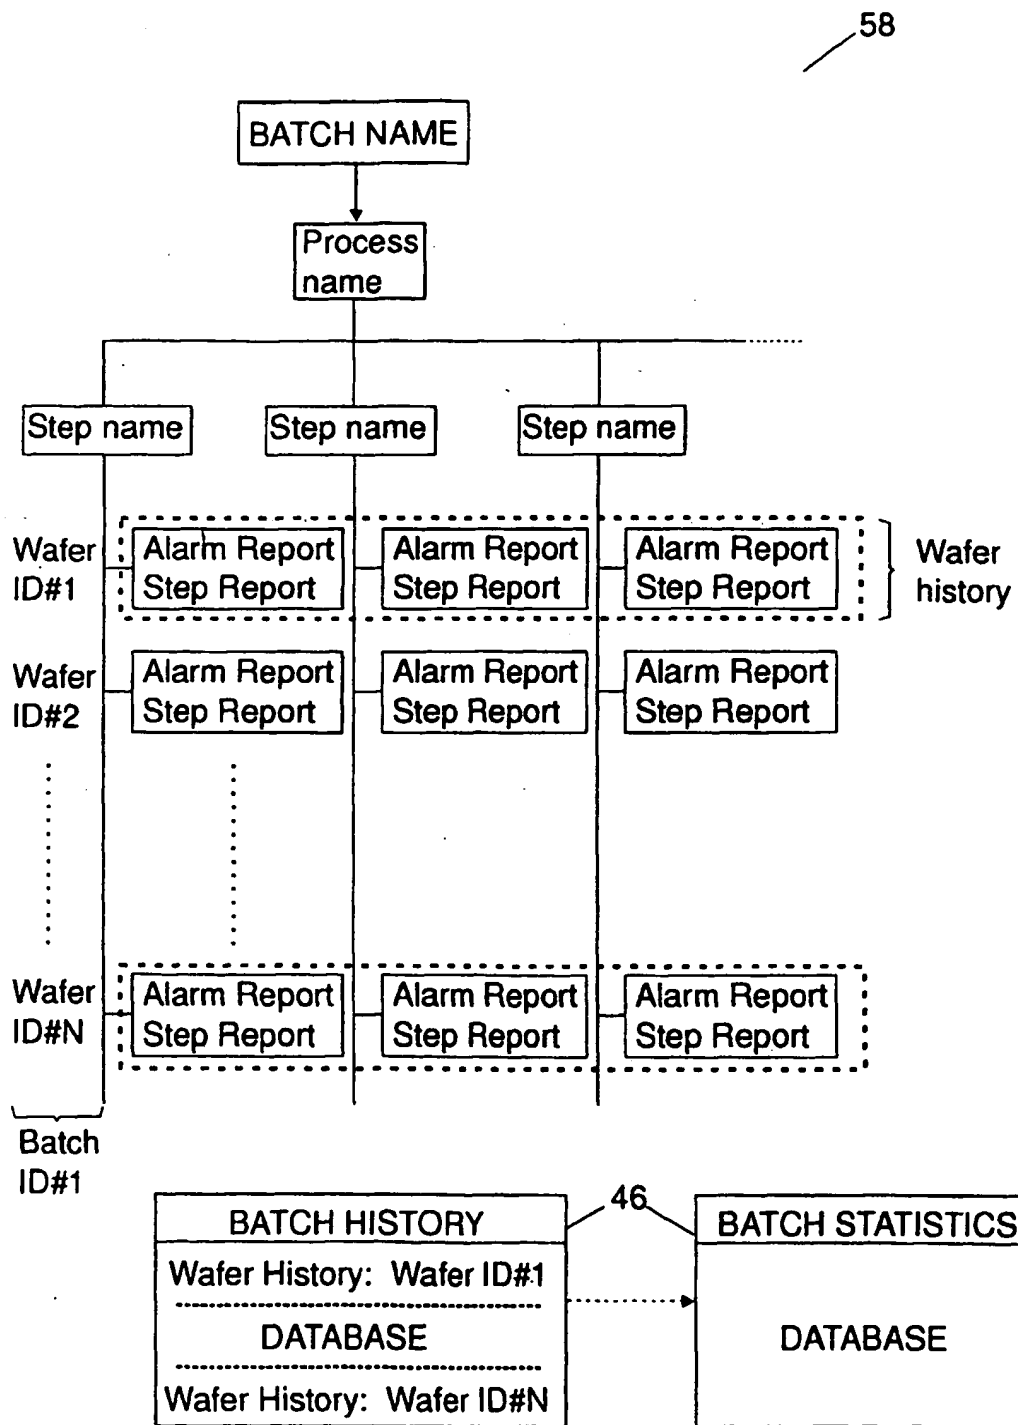 58
BATCH NAME
Process
name
Step name Step name Step name
Wafer
ID#1
Alarm Report
Step Report
Alarm Report
Step Report
Alarm Report
Step Report
Wafer
history
Wafer
ID#2
Alarm Report
Step Report
Alarm Report
Step Report
Alarm Report
Step Report
Wafer
ID#N
Alarm Report
Step Report
Alarm Report
Step Report
Alarm Report
Step Report
Batch
ID#1
46
BATCH HISTORY
Wafer History: Wafer ID#1
DATABASE
Wafer History: Wafer ID#N
BATCH STATISTICS
DATABASE